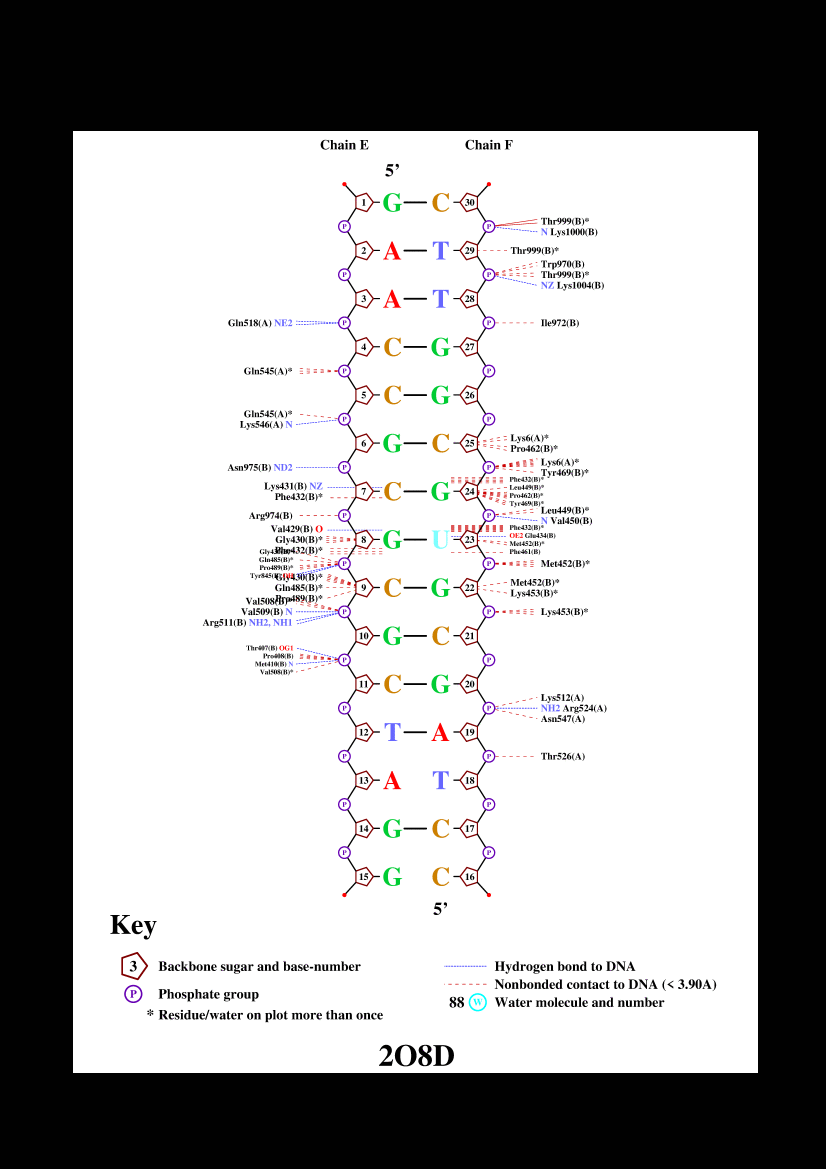 Chain E Chain F
5’
1 G C 30
P P Thr999(B)*
N Lys1000(B)
2 A T 29 Thr999(B)*
Trp970(B)
P P Thr999(B)*
NZ Lys1004(B)
3 A T 28
Gln518(A) NE2 P P Ile972(B)
4 C G 27
Gln545(A)* P P
5 C G 26
Gln545(A)* P P
Lys546(A) N
6 G C 25 Lys6(A)*
Pro462(B)*
Asn975(B) ND2 P P Lys6(A)*
Tyr469(B)*
Phe432(B)*
Lys431(B) NZ 7 C G 24 Leu449(B)*
Phe432(B)* Pro462(B)*
Tyr469(B)*
Arg974(B) P P Leu449(B)*
N Val450(B)
Val429(B) O Phe432(B)*
Gly430(B)* 8 G U 23 OE2 Glu434(B)
Phe432(B)* Met452(B)*
Phe461(B)
Gln485(B)* P P Met452(B)*
Pro489(B)*
Gly430(B)* 9 C G 22 Met452(B)*
Gln485(B)* Lys453(B)*
Pro489(B)*
Val508(B)*
Val509(B) N P P Lys453(B)*
Arg511(B) NH2, NH1
10 G C 21
Thr407(B) OG1
Pro408(B) P P
Met410(B) N
Val508(B)*
11 C G 20
Lys512(A)
P P NH2 Arg524(A)
Asn547(A)
12 T A 19
P P Thr526(A)
13 A T 18
P P
14 G C 17
P P
15 G C 16
5’
Key
3 Backbone sugar and base-number
P Phosphate group
* Residue/water on plot more than once
Hydrogen bond to DNA
Nonbonded contact to DNA (< 3.90A)
88 W Water molecule and number
2O8D